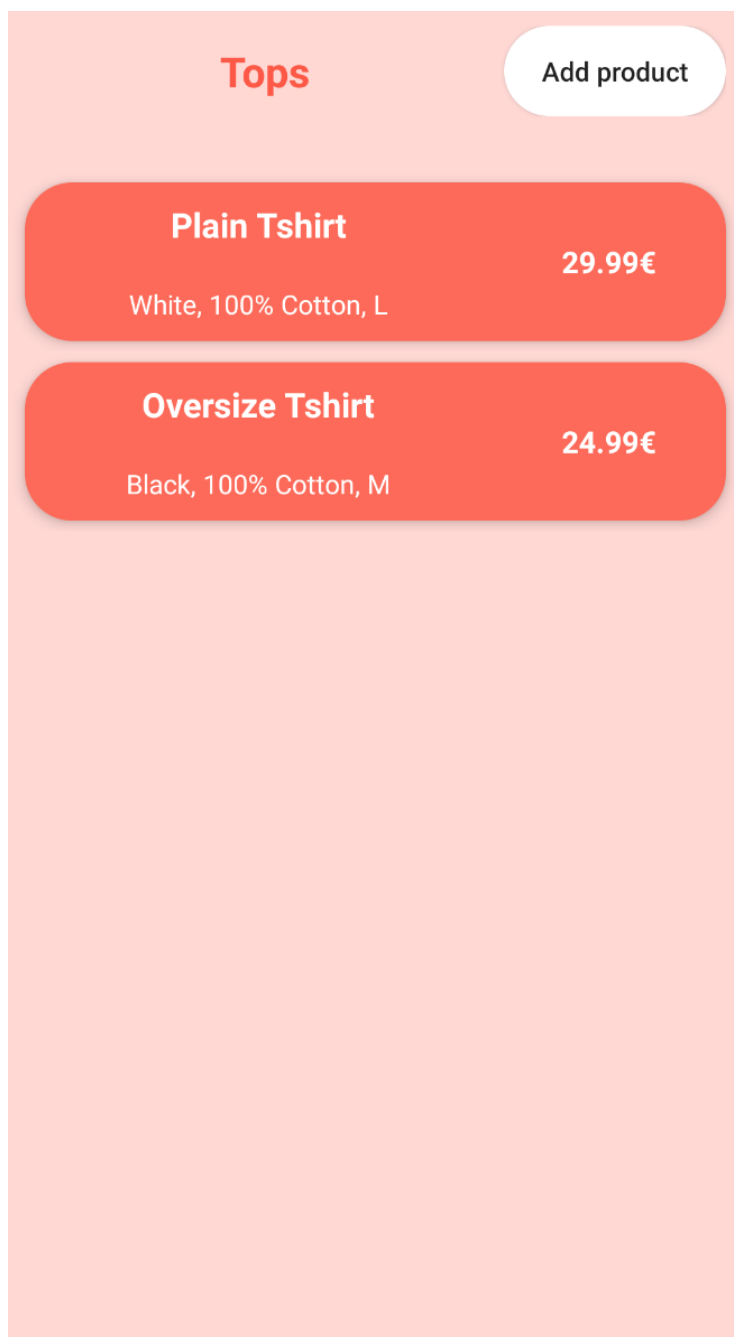 Tops
Add product
Plain Tshirt
29.99€
White, 100% Cotton, L
Oversize Tshirt
24.99€
Black, 100% Cotton, M